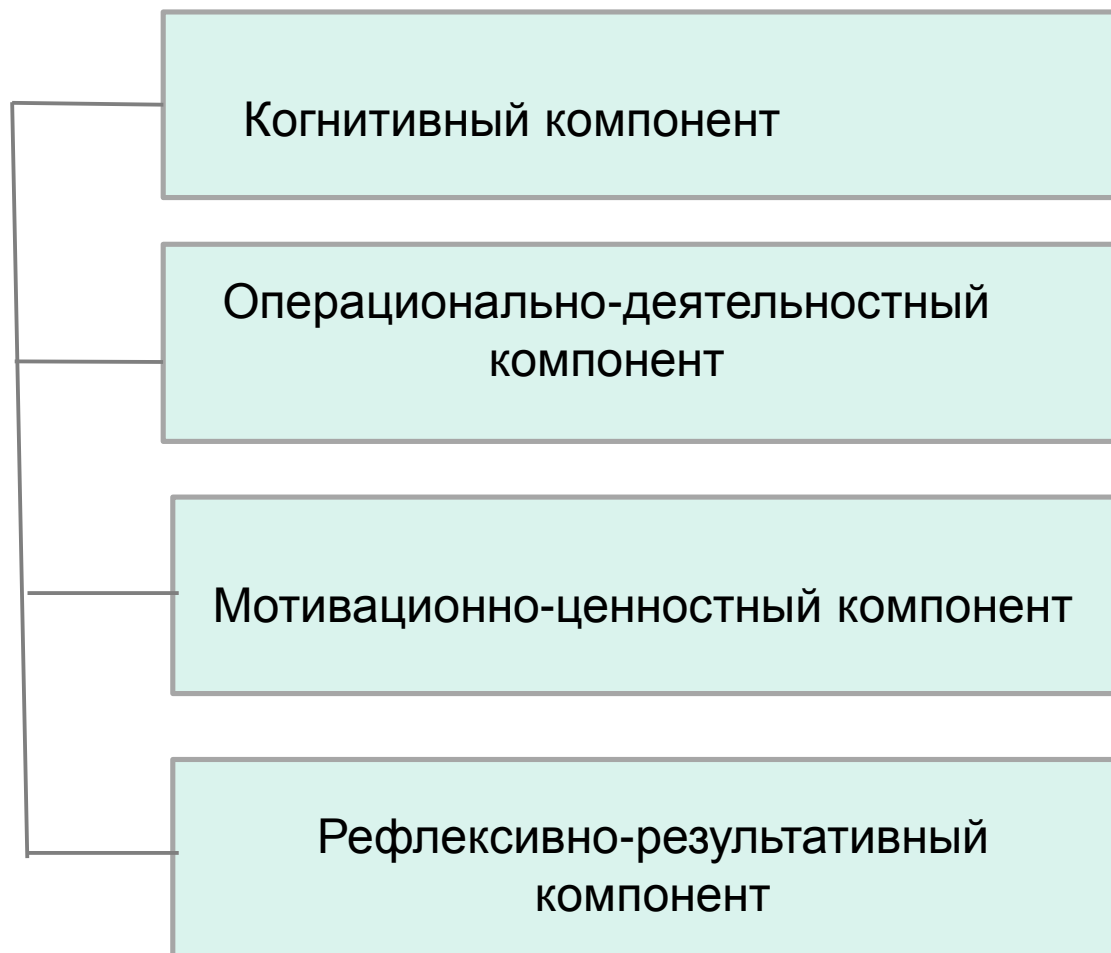 Когнитивный компонент
Операционально-деятельностный
компонент
Мотивационно-ценностный компонент
Рефлексивно-результативный
компонент